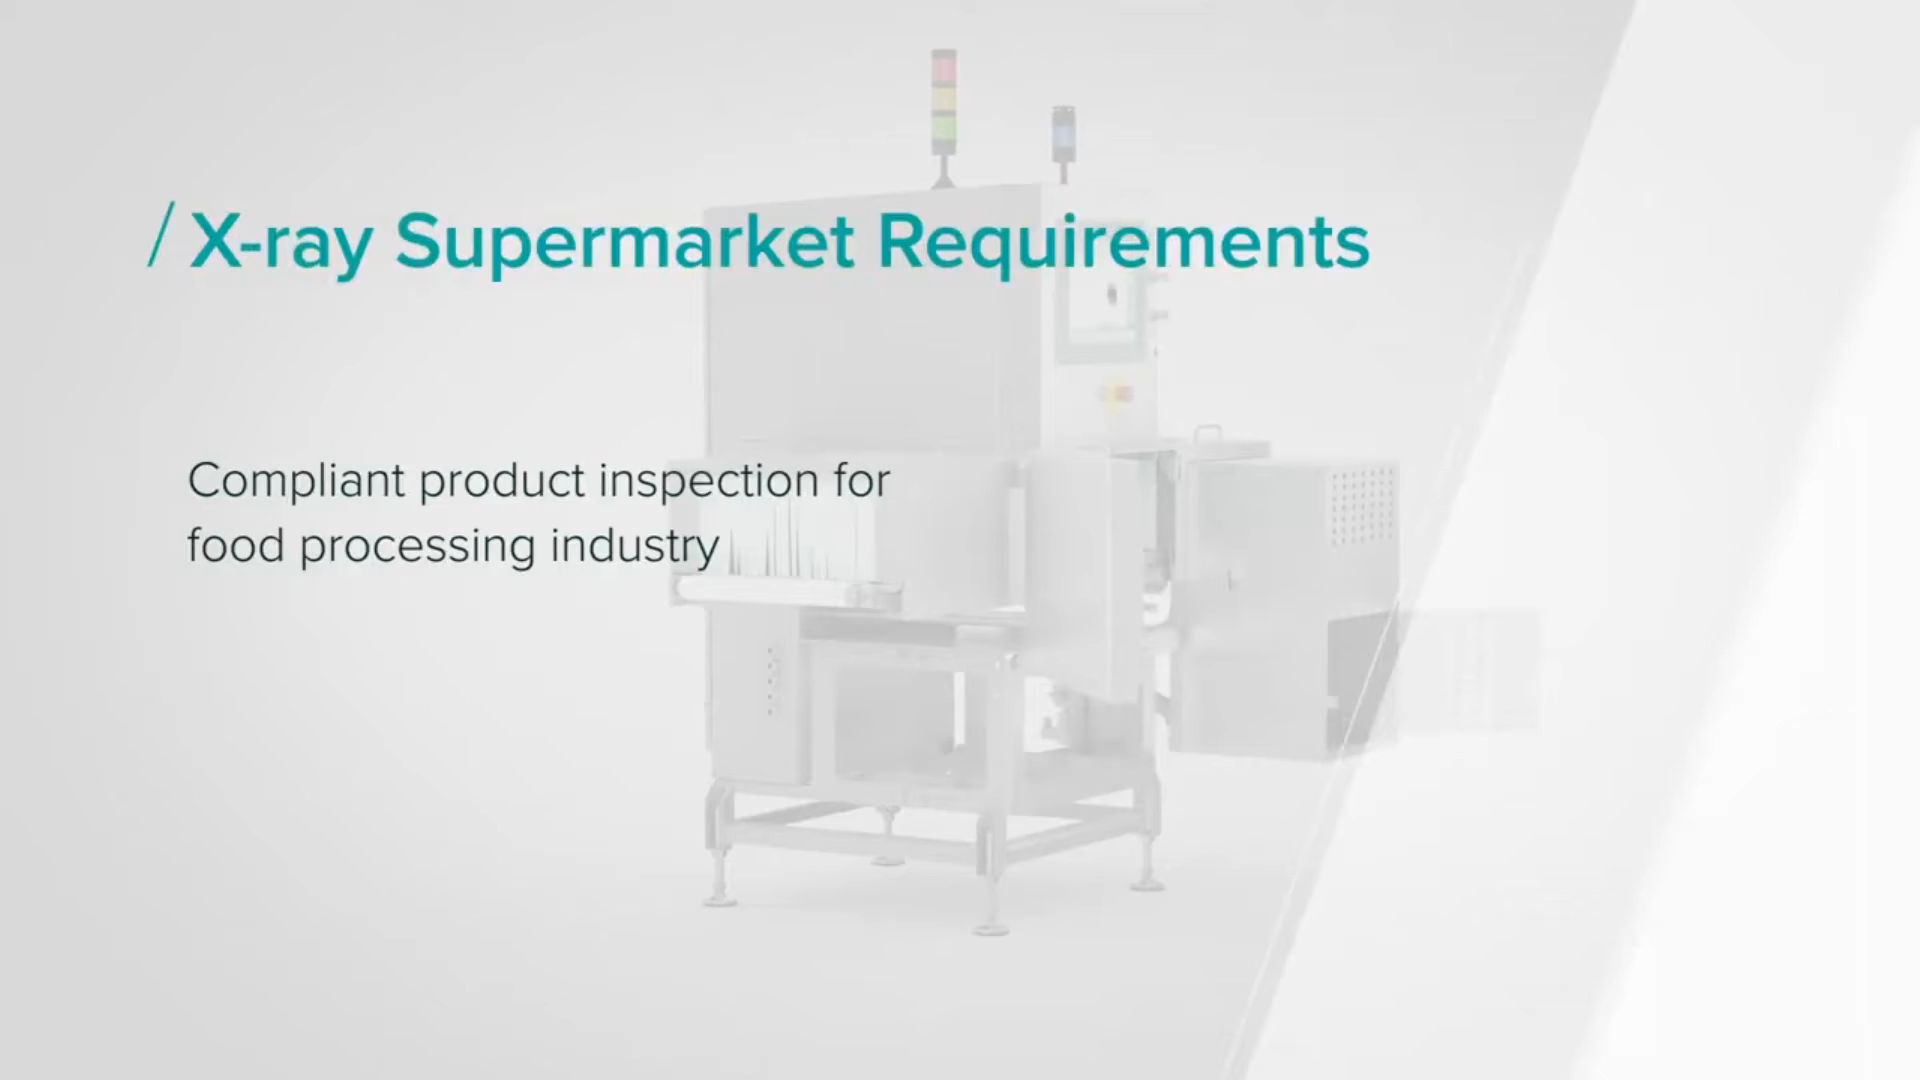 / X-ray Supermarket Requirements
Compliant product inspection for
food processing industry